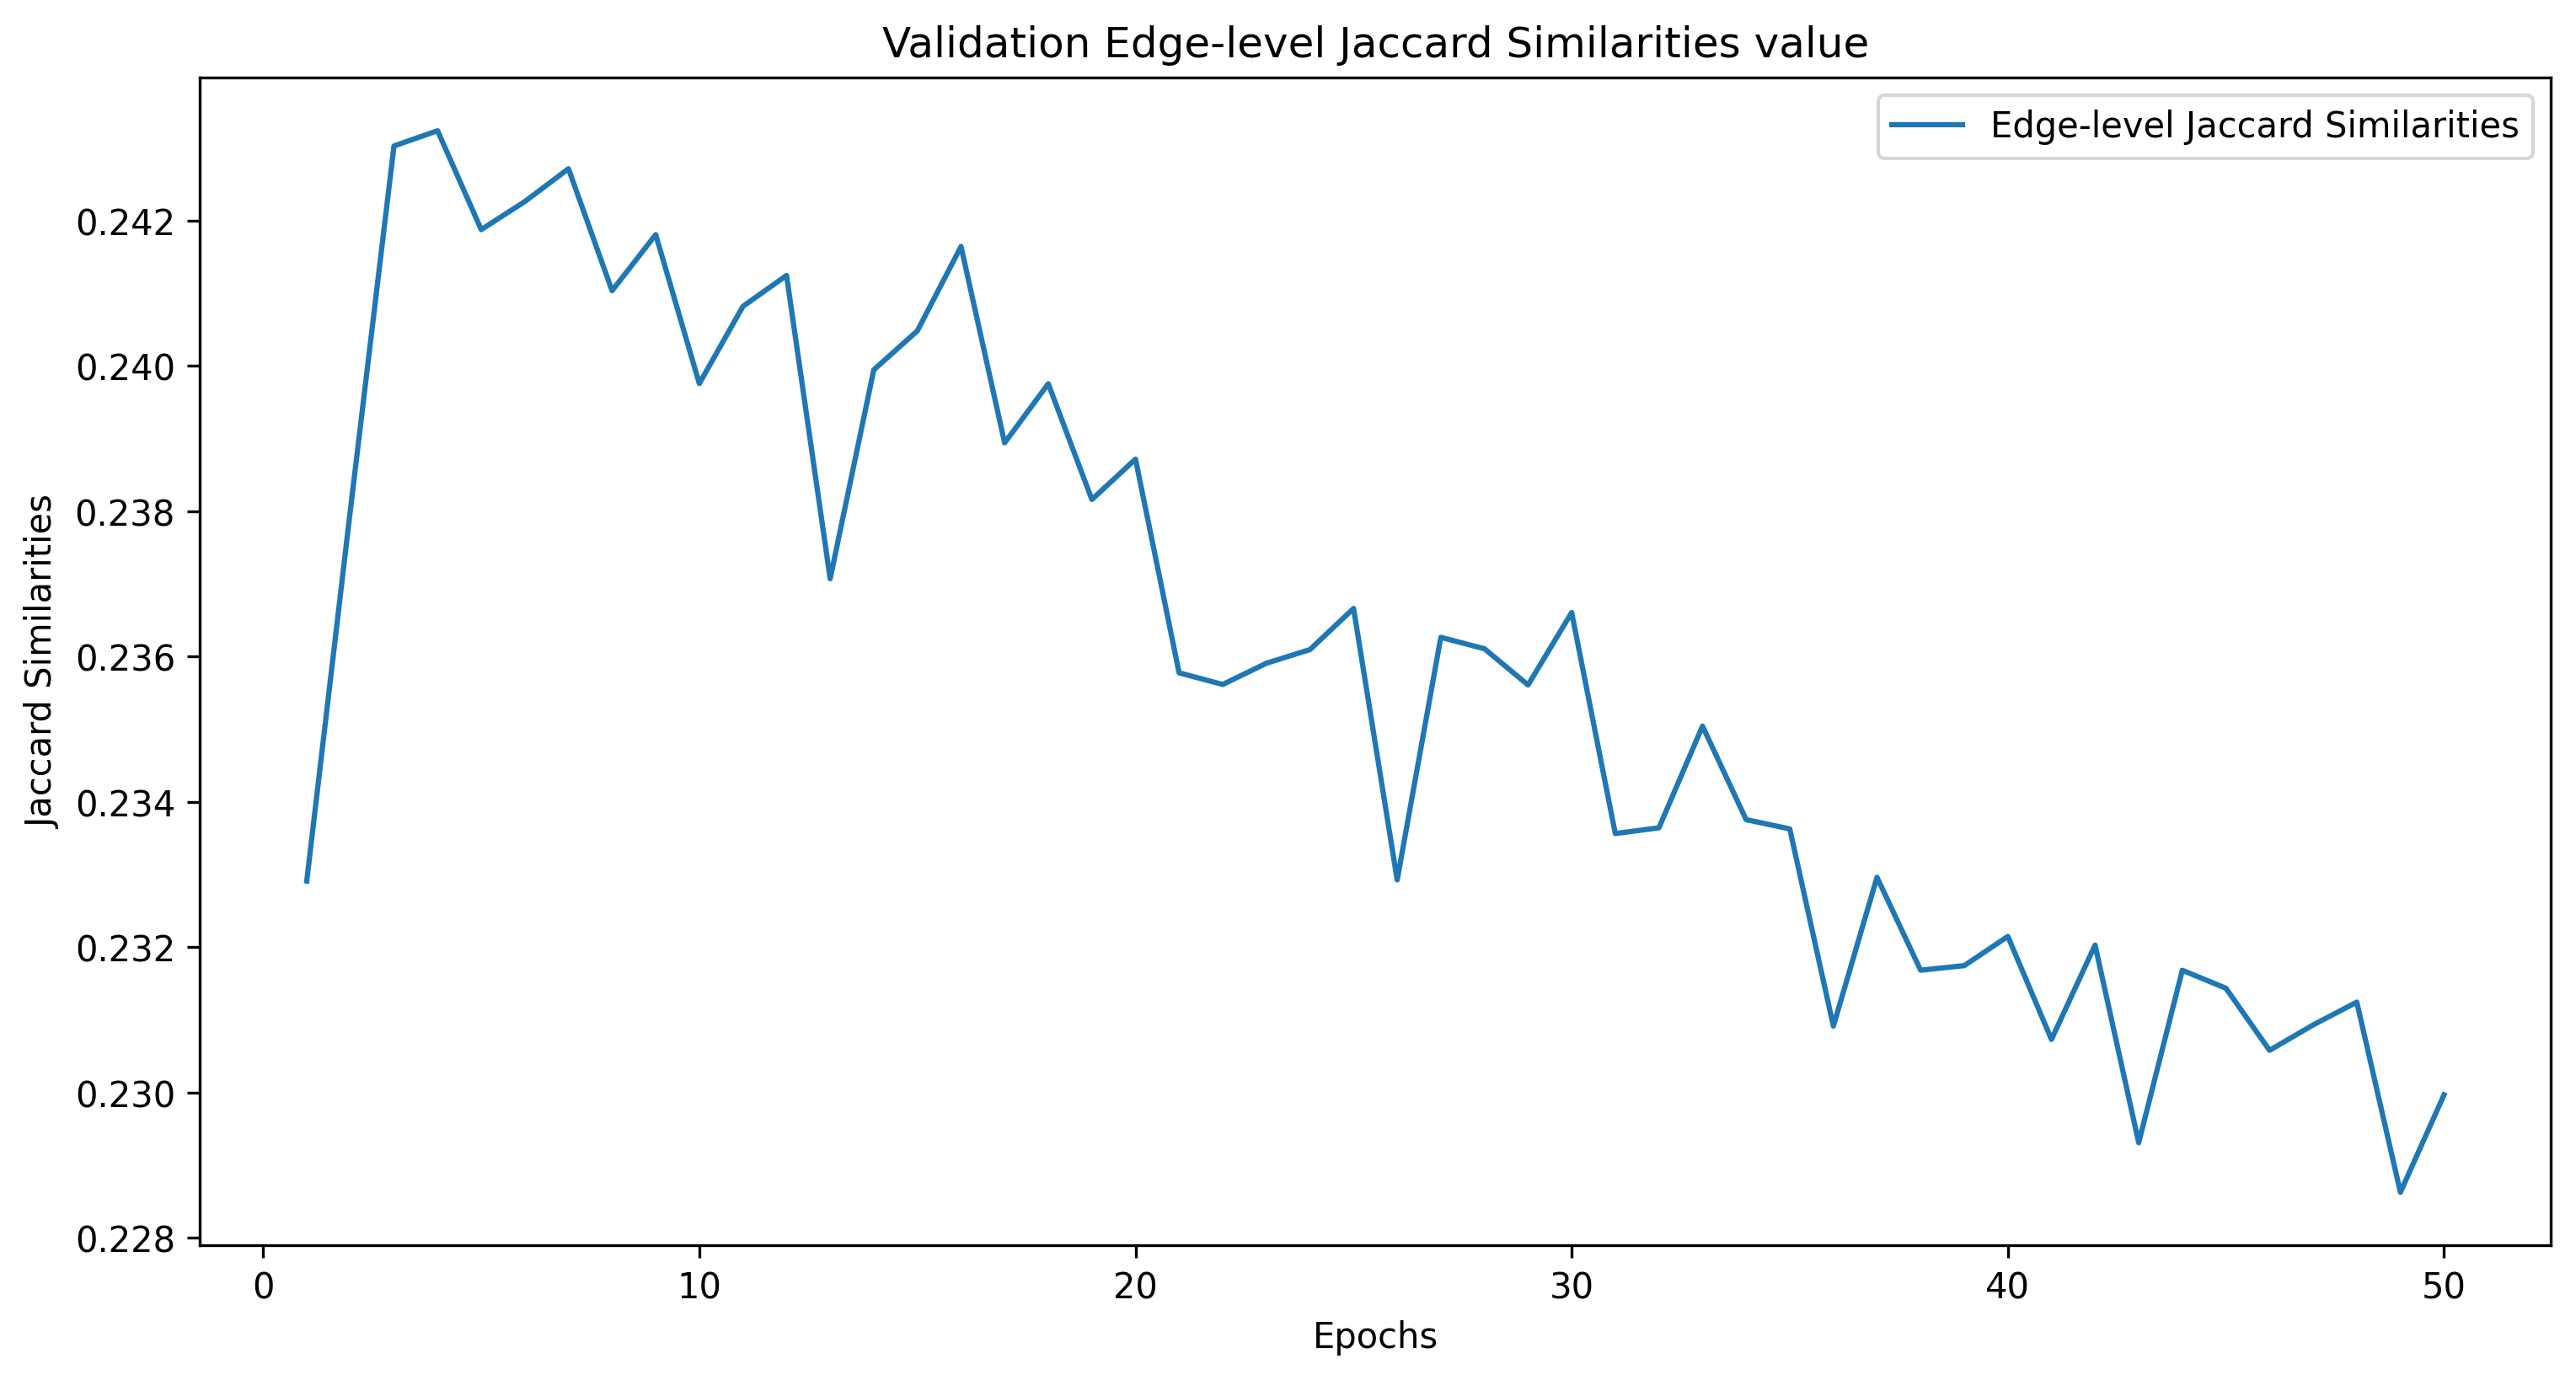 Validation Edge-level Jaccard Similarities value
Edge-level Jaccard Similarities
Jaccard Similarities
0.242
0.240
0.238
0.236
0.234
0.232
0.230
0.228
0 10 20 30 40 50
Epochs